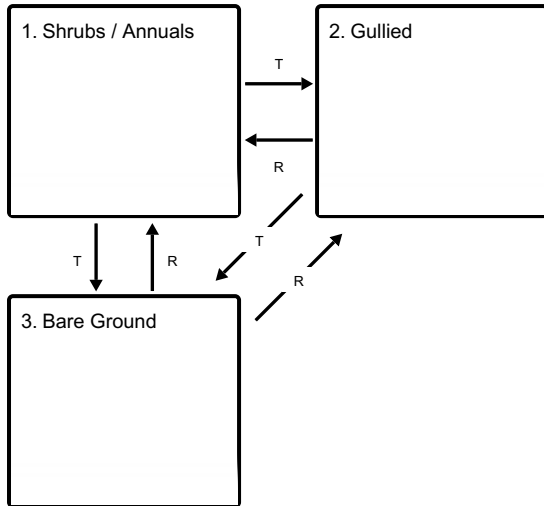 1. Shrubs / Annuals
2. Gullied
T
R
T
R
T
R
3. Bare Ground